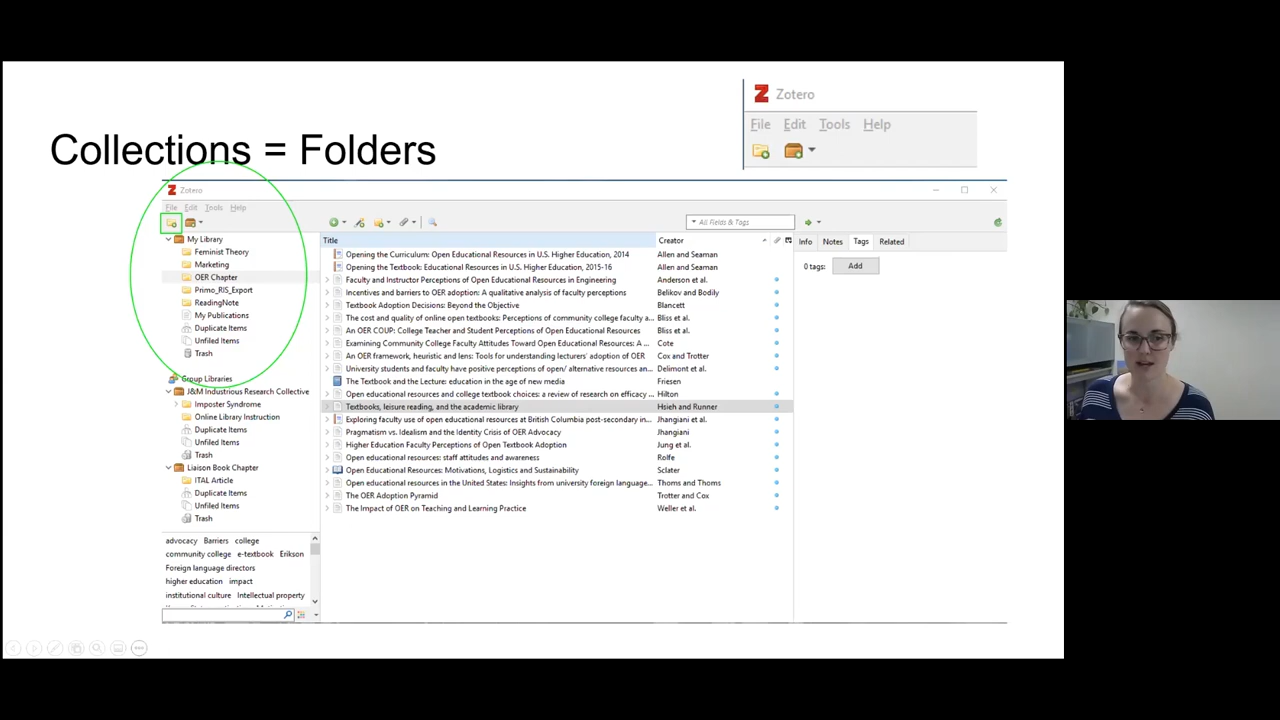 Collections = Folders
Zotero
File Edit Tools Help
Zotero
File Edit Tools Help
All Fields & Tags
My Library
Feminist Theory
Marketing
OER Chapter
Primo_RIS_Export
ReadingNote
My Publications
Duplicate Items
Unfiled Items
Trash
Group Libraries
J&M Industrious Research Collective
Imposter Syndrome
Online Library Instruction
Duplicate Items
Unfiled Items
Trash
Liaison Book Chapter
ITAL Article
Duplicate Items
Unfiled Items
Trash
advocacy Barriers college
community college e-textbook Erikson
Foreign language directors
higher education impact
institutional culture Intellectual property
Title Creator
Opening the Curriculum: Open Educational Resources in U.S. Higher Education, 2014 Allen and Seaman
Opening the Textbook: Educational Resources in U.S. Higher Education, 2015-16 Allen and Seaman
Faculty and Instructor Perceptions of Open Educational Resources in Engineering Anderson et al.
Incentives and barriers to OER adoption: A qualitative analysis of faculty perceptions Belikov and Bodily
Textbook Adoption Decisions: Beyond the Objective Blancett
The cost and quality of online open textbooks: Perceptions of community college faculty a... Bliss et al.
An OER COUP: College Teacher and Student Perceptions of Open Educational Resources Bliss et al.
Examining Community College Faculty Attitudes Toward Open Educational Resources: A ... Cote
An OER framework, heuristic and lens: Tools for understanding lecturers' adoption of OER Cox and Trotter
University students and faculty have positive perceptions of open/ alternative resources an... Delimont et al.
The Textbook and the Lecture: education in the age of new media Friesen
Open educational resources and college textbook choices: a review of research on efficacy ... Hilton
Textbooks, leisure reading, and the academic library Hsieh and Runner
Exploring faculty use of open educational resources at British Columbia post-secondary in... Jhangiani et al.
Pragmatism vs. Idealism and the Identity Crisis of OER Advocacy Jhangiani
Higher Education Faculty Perceptions of Open Textbook Adoption Jung et al.
Open educational resources: staff attitudes and awareness Rolfe
Open Educational Resources: Motivations, Logistics and Sustainability Sclater
Open educational resources in the United States: Insights from university foreign language... Thoms and Thoms
The OER Adoption Pyramid Trotter and Cox
The Impact of OER on Teaching and Learning Practice Weller et al.
Info Notes Tags Related
0 tags: Add